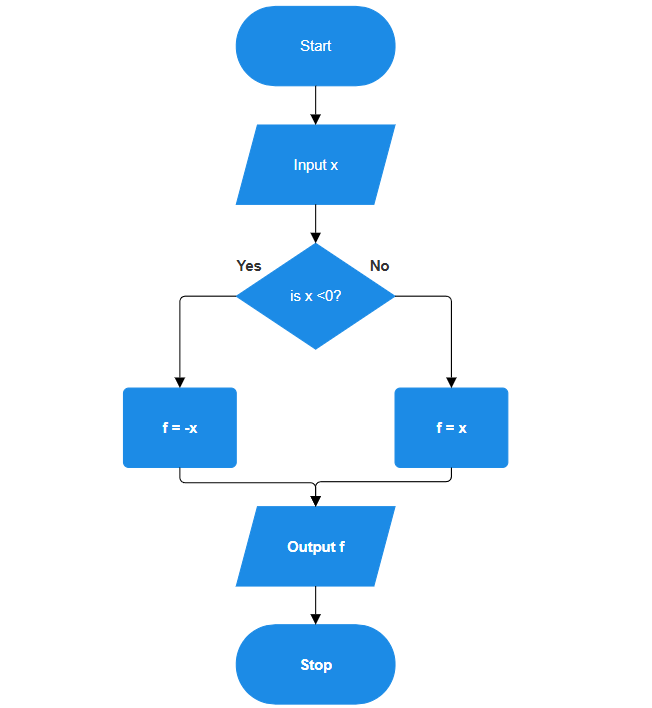 Start
Input x
Yes
No
is x <0?
f = -x
f = x
Output f
Stop